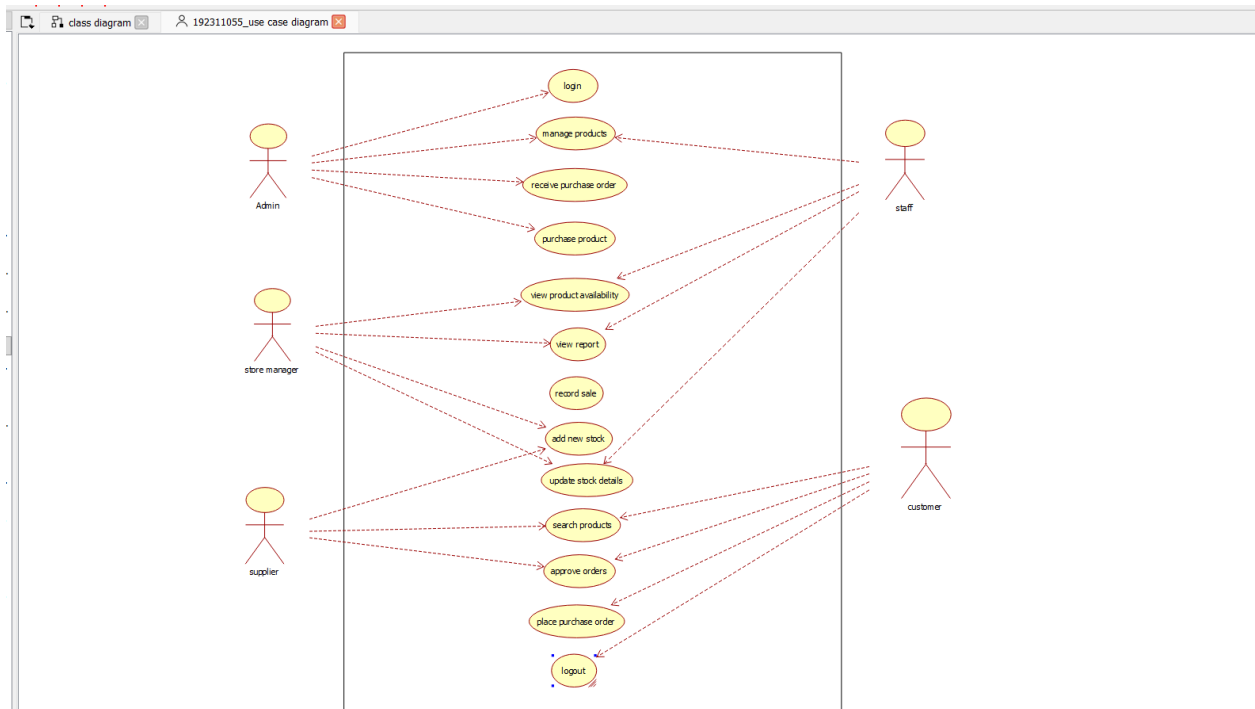 class diagram
192311055_use case diagram
login
manage products
Admin
receive purchase order
staff
purchase product
view product availability
view report
store manager
record sale
add new stock
update stock details
customer
search products
supplier
approve orders
place purchase order
logout